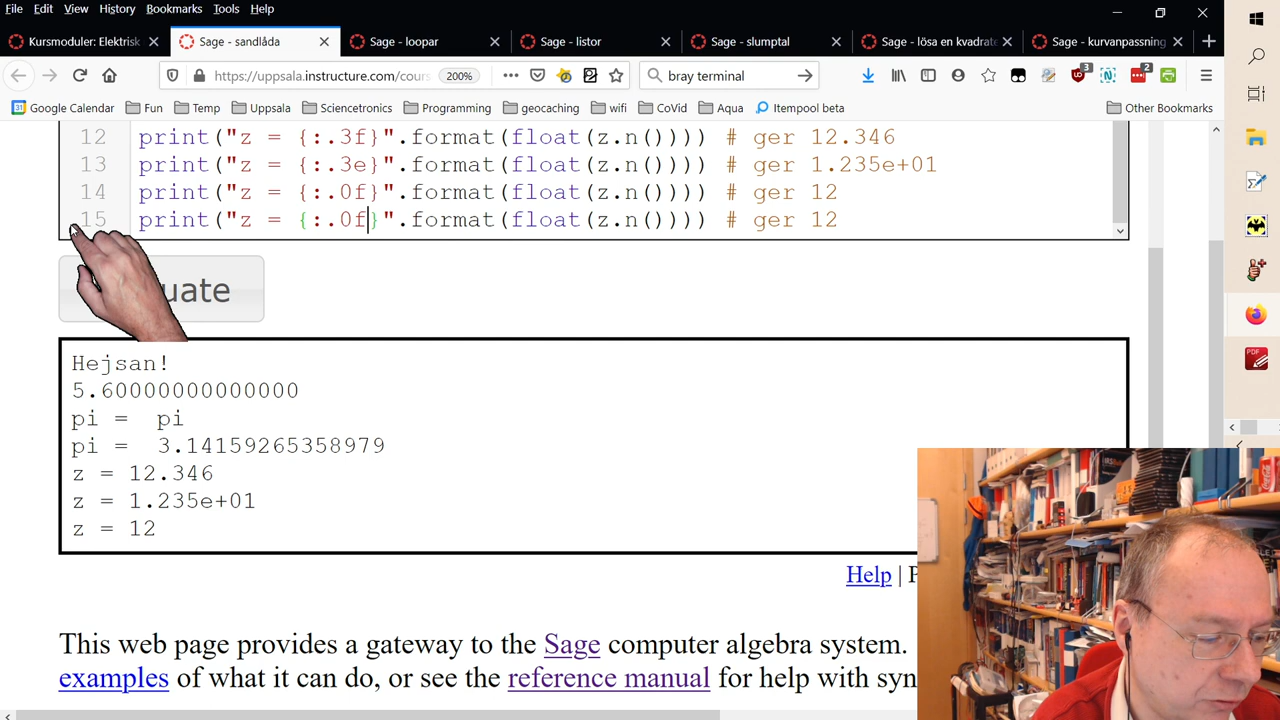 File Edit View History Bookmarks Tools Help
Kursmoduler: Elektrisk
Sage - sandlåda
Sage - loopar
Sage - listor
Sage - slumptal
Sage - lösa en kvadrate
Sage - kurvanpassning
https://uppsala.instructure.com/cours 200% bray terminal
Google Calendar Fun Temp Uppsala Sciencetronics Programming geocaching wifi CoVid Aqua Itempool beta Other Bookmarks
12 print("z = {:.3f}".format(float(z.n()))) # ger 12.346
13 print("z = {:.3e}".format(float(z.n()))) # ger 1.235e+01
14 print("z = {:.0f}".format(float(z.n()))) # ger 12
15 print("z = {:.0f}".format(float(z.n()))) # ger 12
uate
Hejsan!
5.60000000000000
pi =  pi
pi =  3.14159265358979
z = 12.346
z = 1.235e+01
z = 12
Help | P
This web page provides a gateway to the Sage computer algebra system.
examples of what it can do, or see the reference manual for help with syn